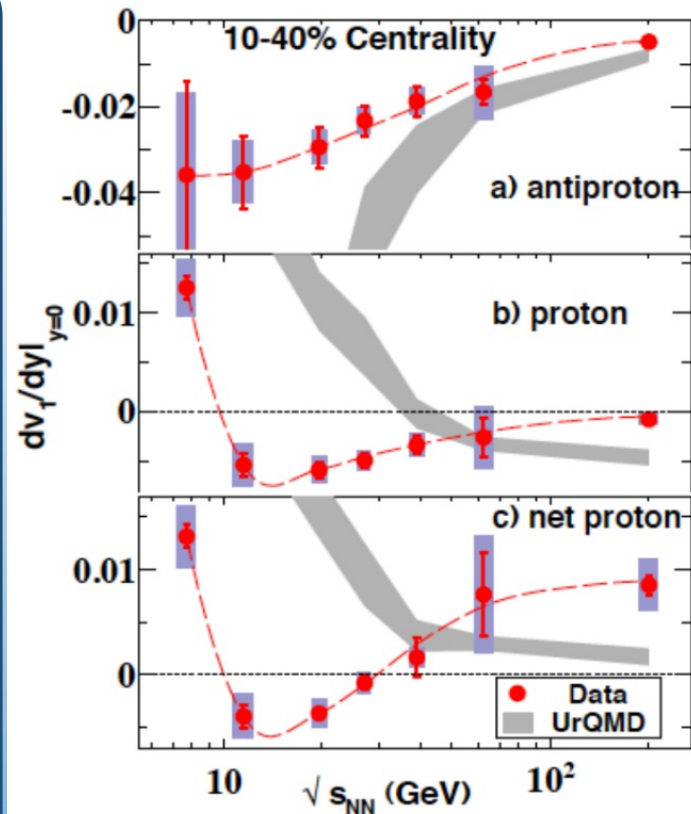 0
10-40% Centrality
-0.02
-0.04
a) antiproton
0.01
b) proton
0
dv₁/dy|y=0
c) net proton
0.01
0
Data
UrQMD
10
10²
√ sNN (GeV)